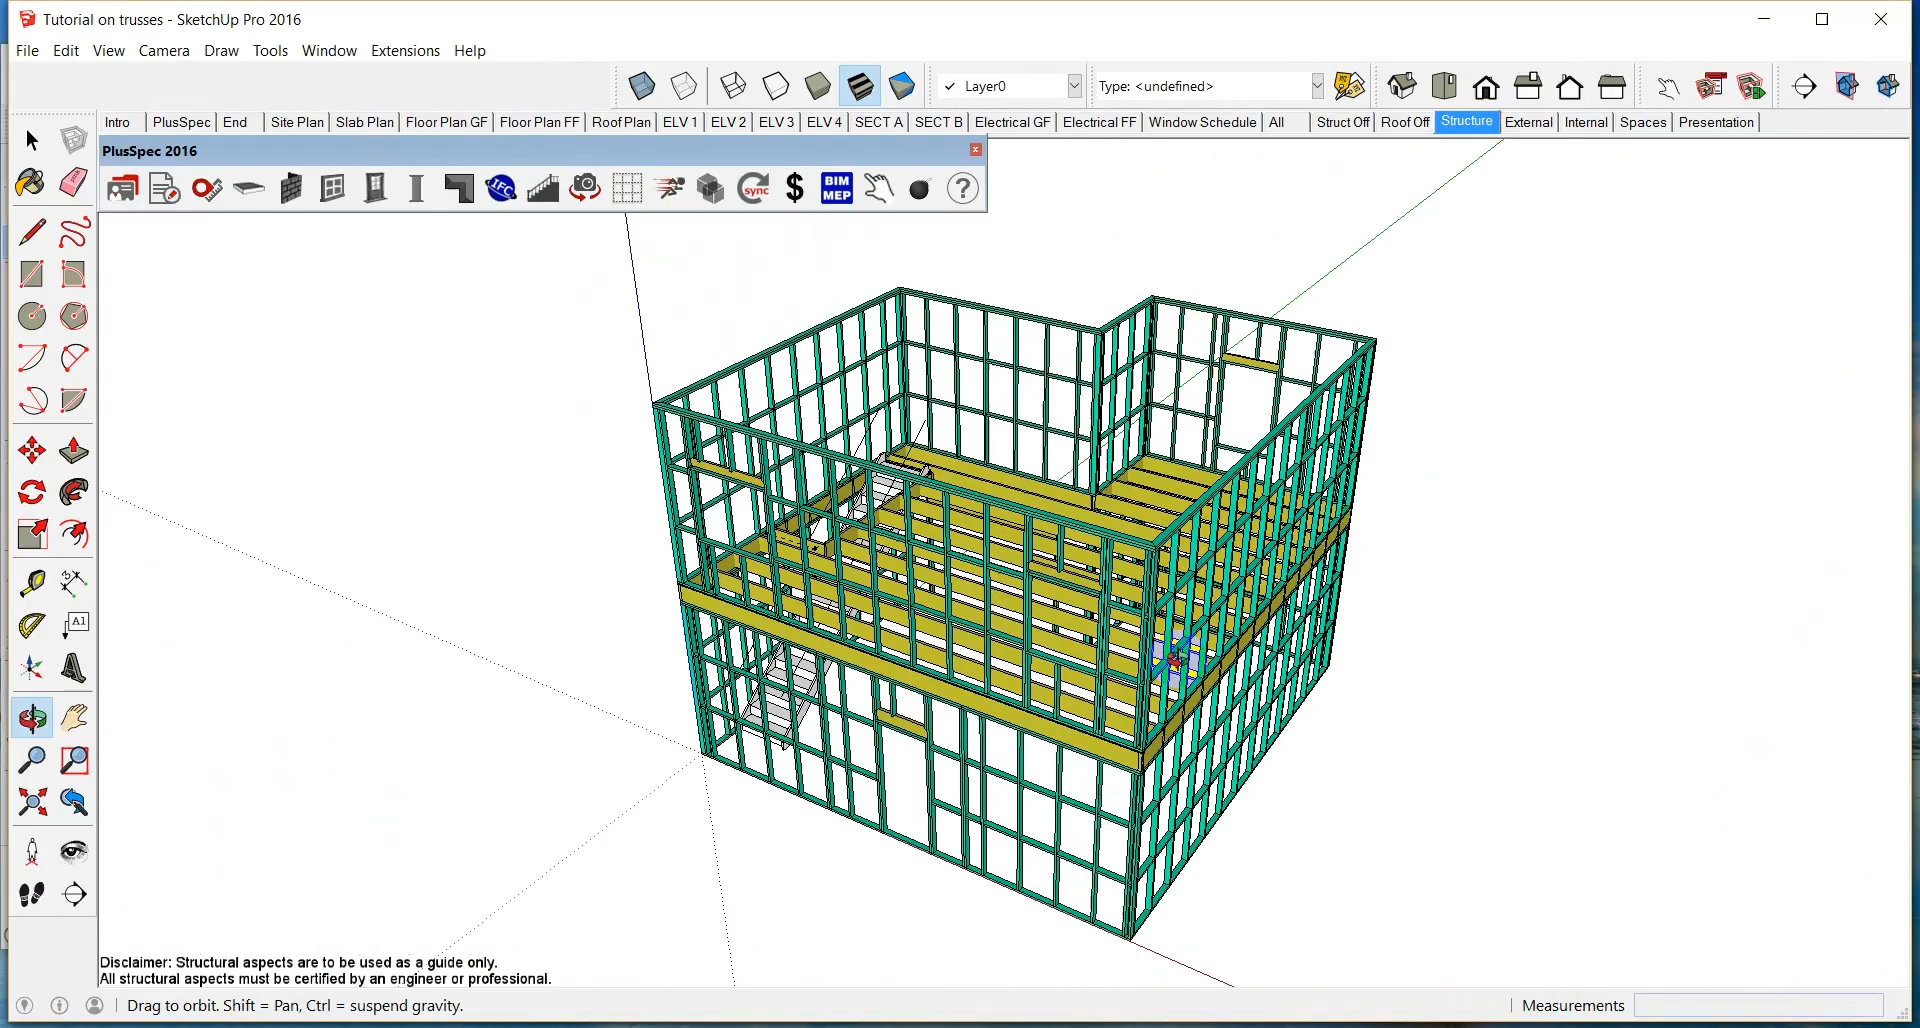 Tutorial on trusses - SketchUp Pro 2016
File Edit View Camera Draw Tools Window Extensions Help
Layer0 Type: <undefined>
Intro PlusSpec End Site Plan Slab Plan Floor Plan GF Floor Plan FF Roof Plan ELV 1 ELV 2 ELV 3 ELV 4 SECT A SECT B Electrical GF Electrical FF Window Schedule All Struct Off Roof Off Structure External Internal Spaces Presentation
PlusSpec 2016
IFC sync $ BIM MEP ?
A1
Disclaimer: Structural aspects are to be used as a guide only.
All structural aspects must be certified by an engineer or professional.
Drag to orbit. Shift = Pan, Ctrl = suspend gravity. Measurements